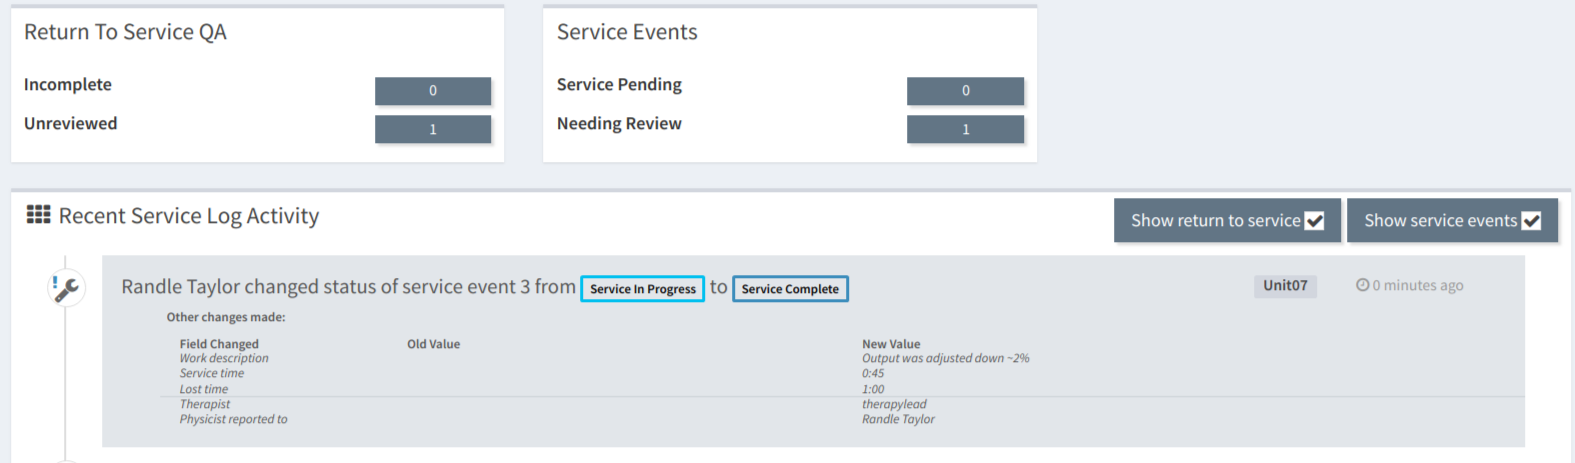 Return To Service QA
Incomplete 0
Unreviewed 1
Service Events
Service Pending 0
Needing Review 1
Recent Service Log Activity
Show return to service
Show service events
Randle Taylor changed status of service event 3 from Service In Progress to Service Complete
Unit07
0 minutes ago
Other changes made:
Field Changed Old Value New Value
Work description Output was adjusted down ~2%
Service time 0:45
Lost time 1:00
Therapist therapylead
Physicist reported to Randle Taylor